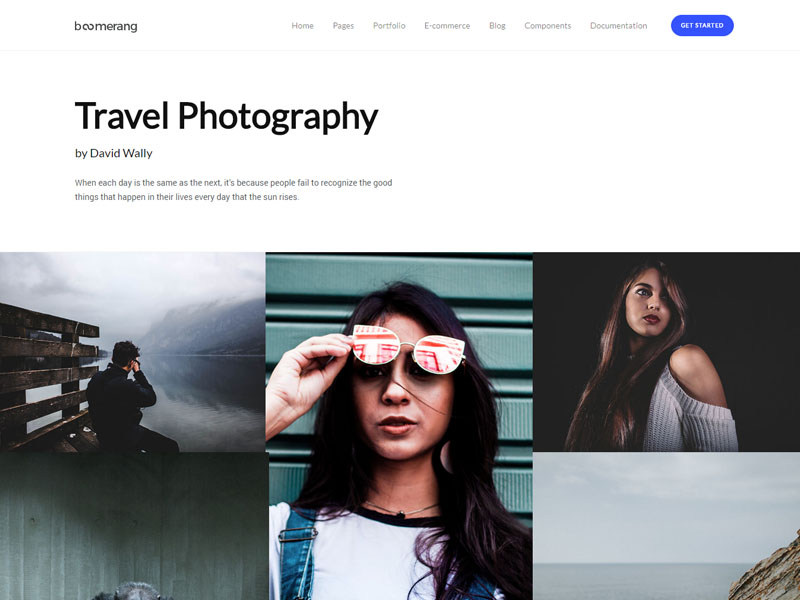 boomerang
Home Pages Portfolio E-commerce Blog Components Documentation GET STARTED
Travel Photography
by David Wally
When each day is the same as the next, it's because people fail to recognize the good
things that happen in their lives every day that the sun rises.